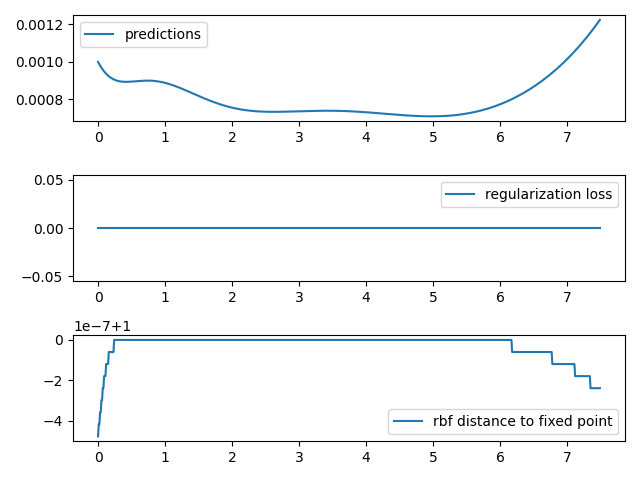 0.0012
predictions
0.0010
0.0008
0 1 2 3 4 5 6 7
0.05
regularization loss
0.00
−0.05
0 1 2 3 4 5 6 7
1e−7+1
0
−2
−4
rbf distance to fixed point
0 1 2 3 4 5 6 7